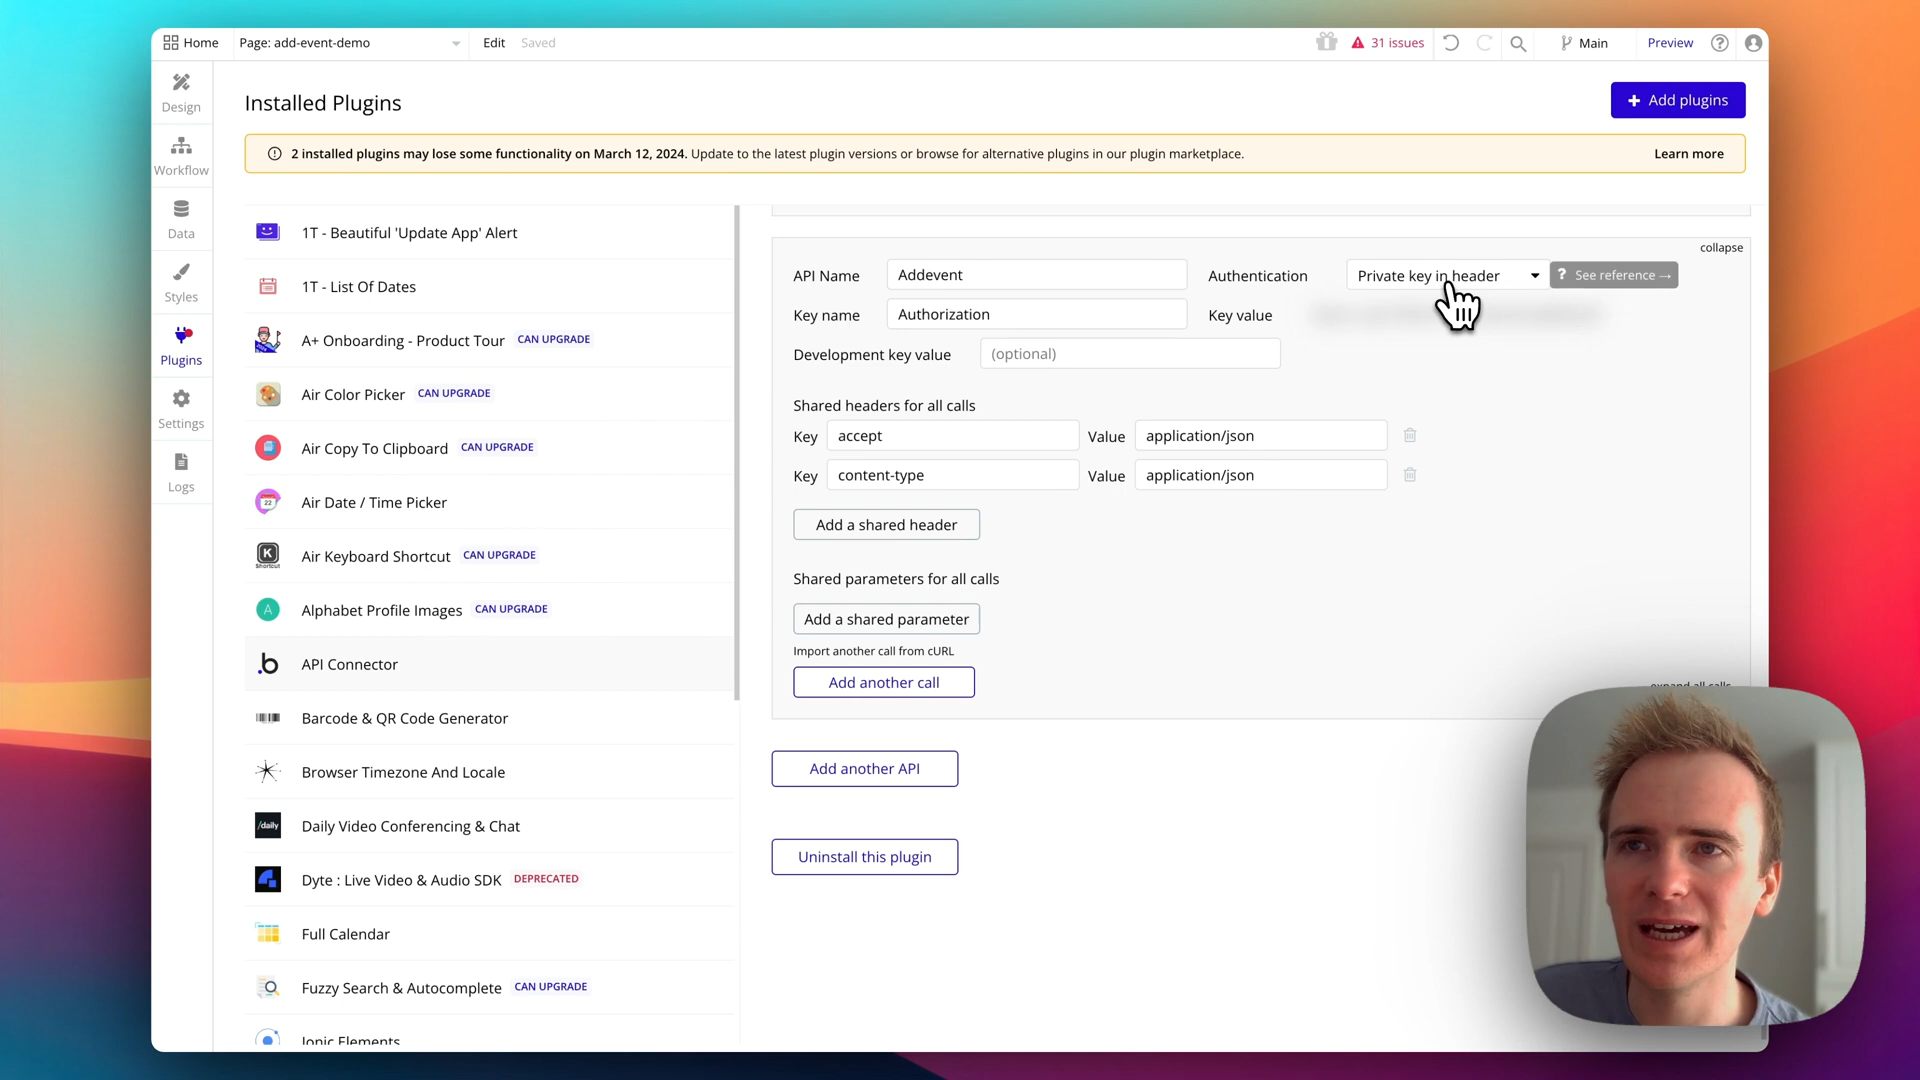 Home
Page: add-event-demo
Edit
Saved
31 issues
Main
Preview
Design
Workflow
Data
Styles
Plugins
Settings
Logs
Installed Plugins
+ Add plugins
2 installed plugins may lose some functionality on March 12, 2024. Update to the latest plugin versions or browse for alternative plugins in our plugin marketplace.
Learn more
1T - Beautiful 'Update App' Alert
1T - List Of Dates
A+ Onboarding - Product Tour CAN UPGRADE
Air Color Picker CAN UPGRADE
Air Copy To Clipboard CAN UPGRADE
Air Date / Time Picker
Air Keyboard Shortcut CAN UPGRADE
Alphabet Profile Images CAN UPGRADE
API Connector
Barcode & QR Code Generator
Browser Timezone And Locale
Daily Video Conferencing & Chat
Dyte : Live Video & Audio SDK DEPRECATED
Full Calendar
Fuzzy Search & Autocomplete CAN UPGRADE
Ionic Elements
collapse
API Name Addevent Authentication Private key in header ? See reference →
Key name Authorization Key value
Development key value (optional)
Shared headers for all calls
Key accept Value application/json
Key content-type Value application/json
Add a shared header
Shared parameters for all calls
Add a shared parameter
Import another call from cURL
Add another call
expand all calls
Add another API
Uninstall this plugin